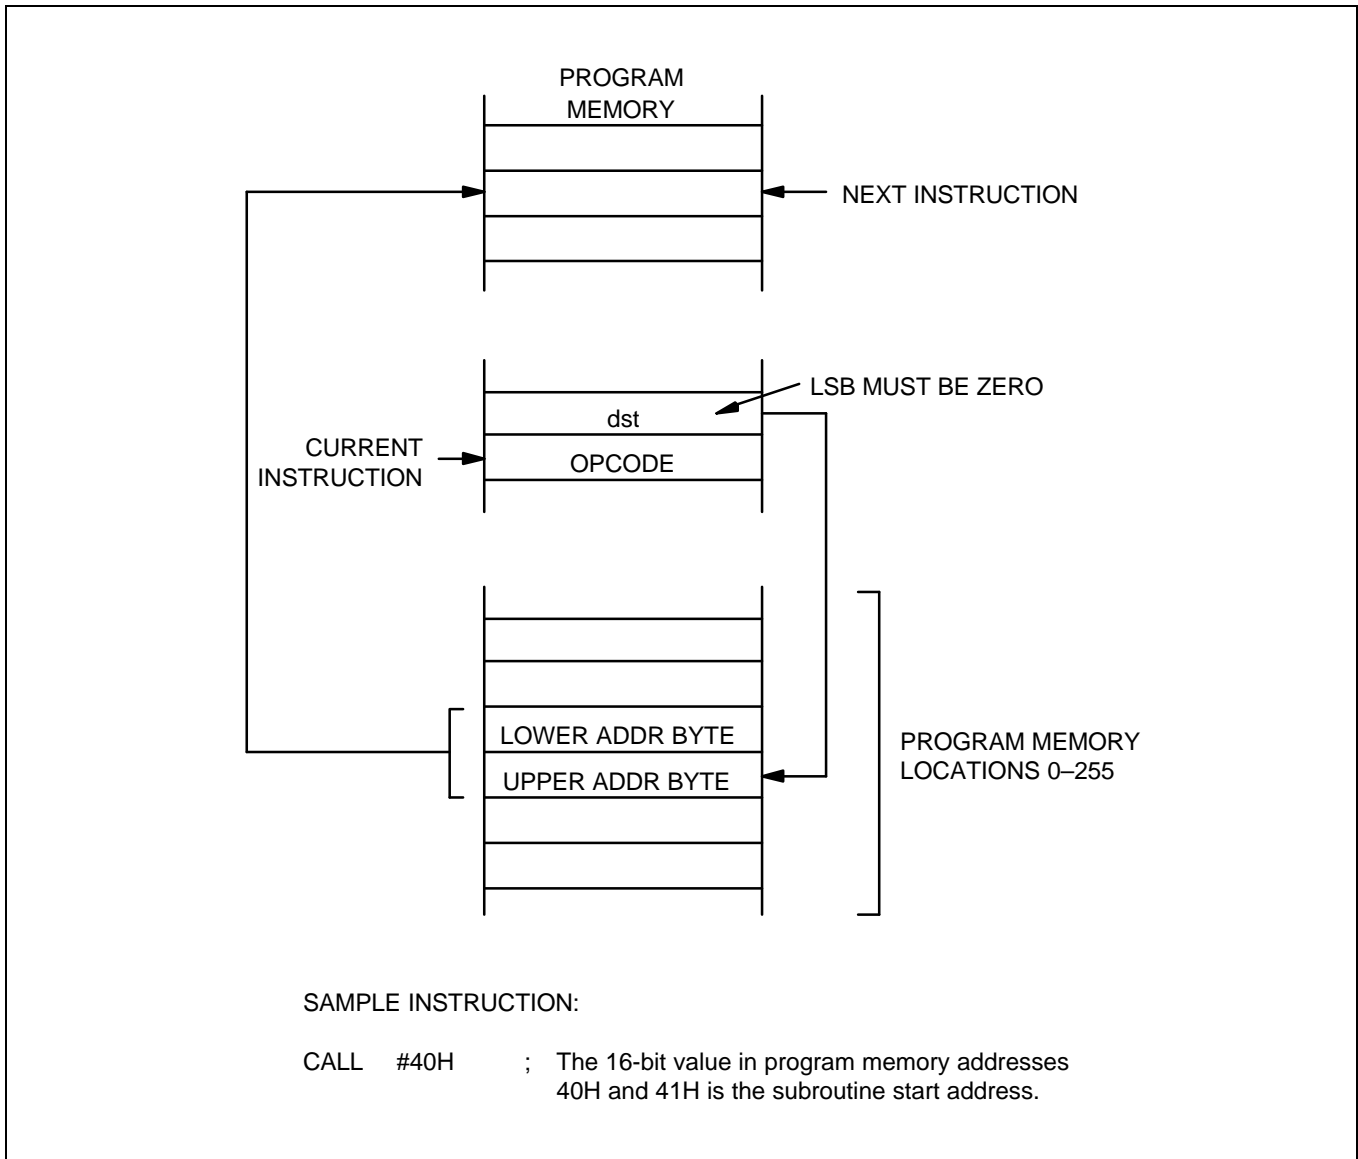 PROGRAM
MEMORY
NEXT INSTRUCTION
LSB MUST BE ZERO
dst
CURRENT
INSTRUCTION
OPCODE
LOWER ADDR BYTE
UPPER ADDR BYTE
PROGRAM MEMORY
LOCATIONS 0–255
SAMPLE INSTRUCTION:
CALL #40H ; The 16-bit value in program memory addresses
40H and 41H is the subroutine start address.